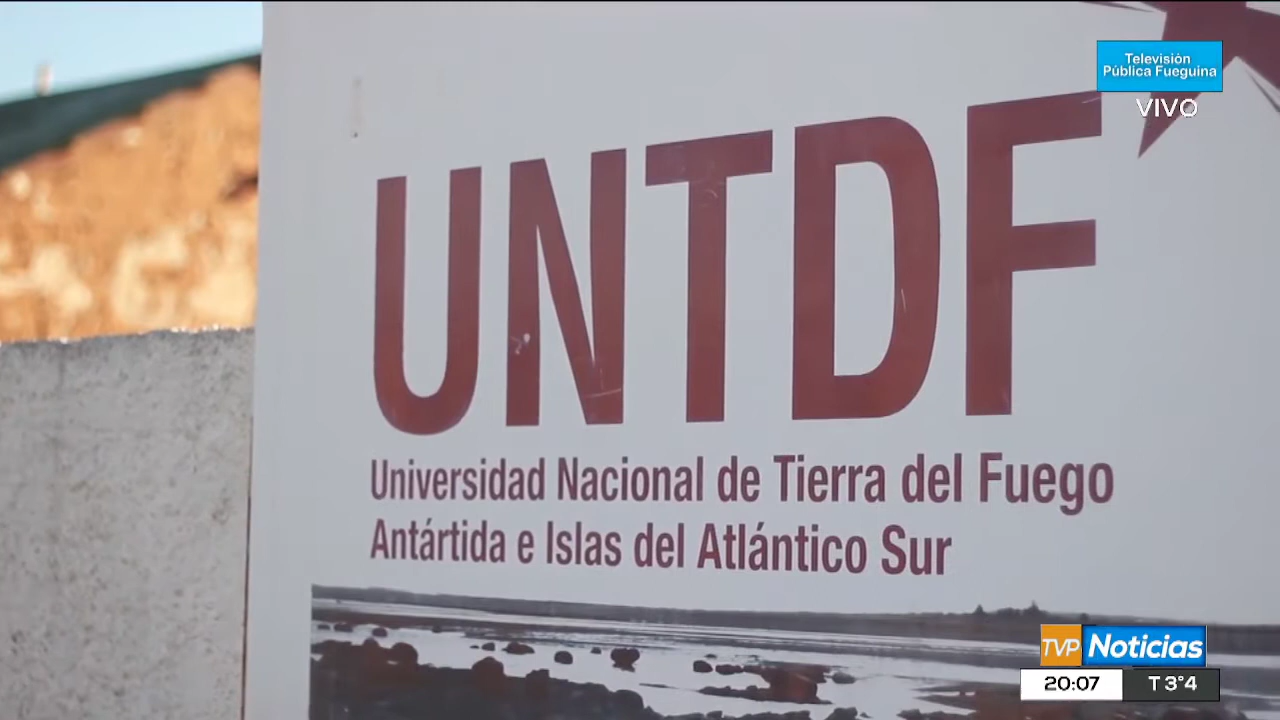 Televisión
Pública Fueguina
VIVO
UNTDF
Universidad Nacional de Tierra del Fuego
Antártida e Islas del Atlántico Sur
TVP Noticias
20:07 T 3°4